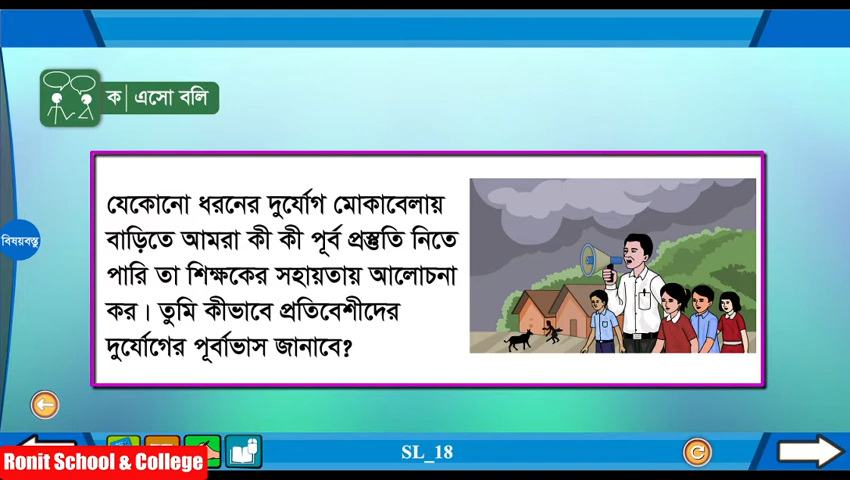 ক | এসো বলি
যেকোনো ধরনের দুর্যোগ মোকাবেলায়
বাড়িতে আমরা কী কী পূর্ব প্রস্তুতি নিতে
পারি তা শিক্ষকের সহায়তায় আলোচনা
কর। তুমি কীভাবে প্রতিবেশীদের
দুর্যোগের পূর্বাভাস জানাবে?
বিষয়বস্তু
SL_18
Ronit School & College